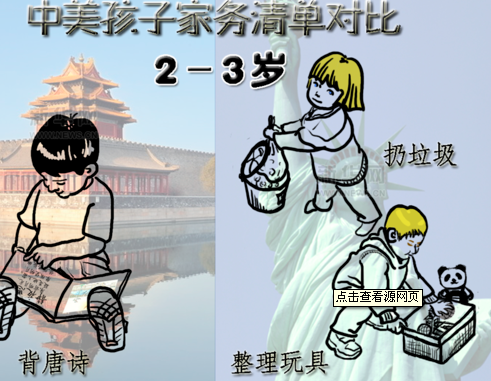 中美孩子家务清单对比
2－3岁
扔垃圾
点击查看源网页
背唐诗
整理玩具